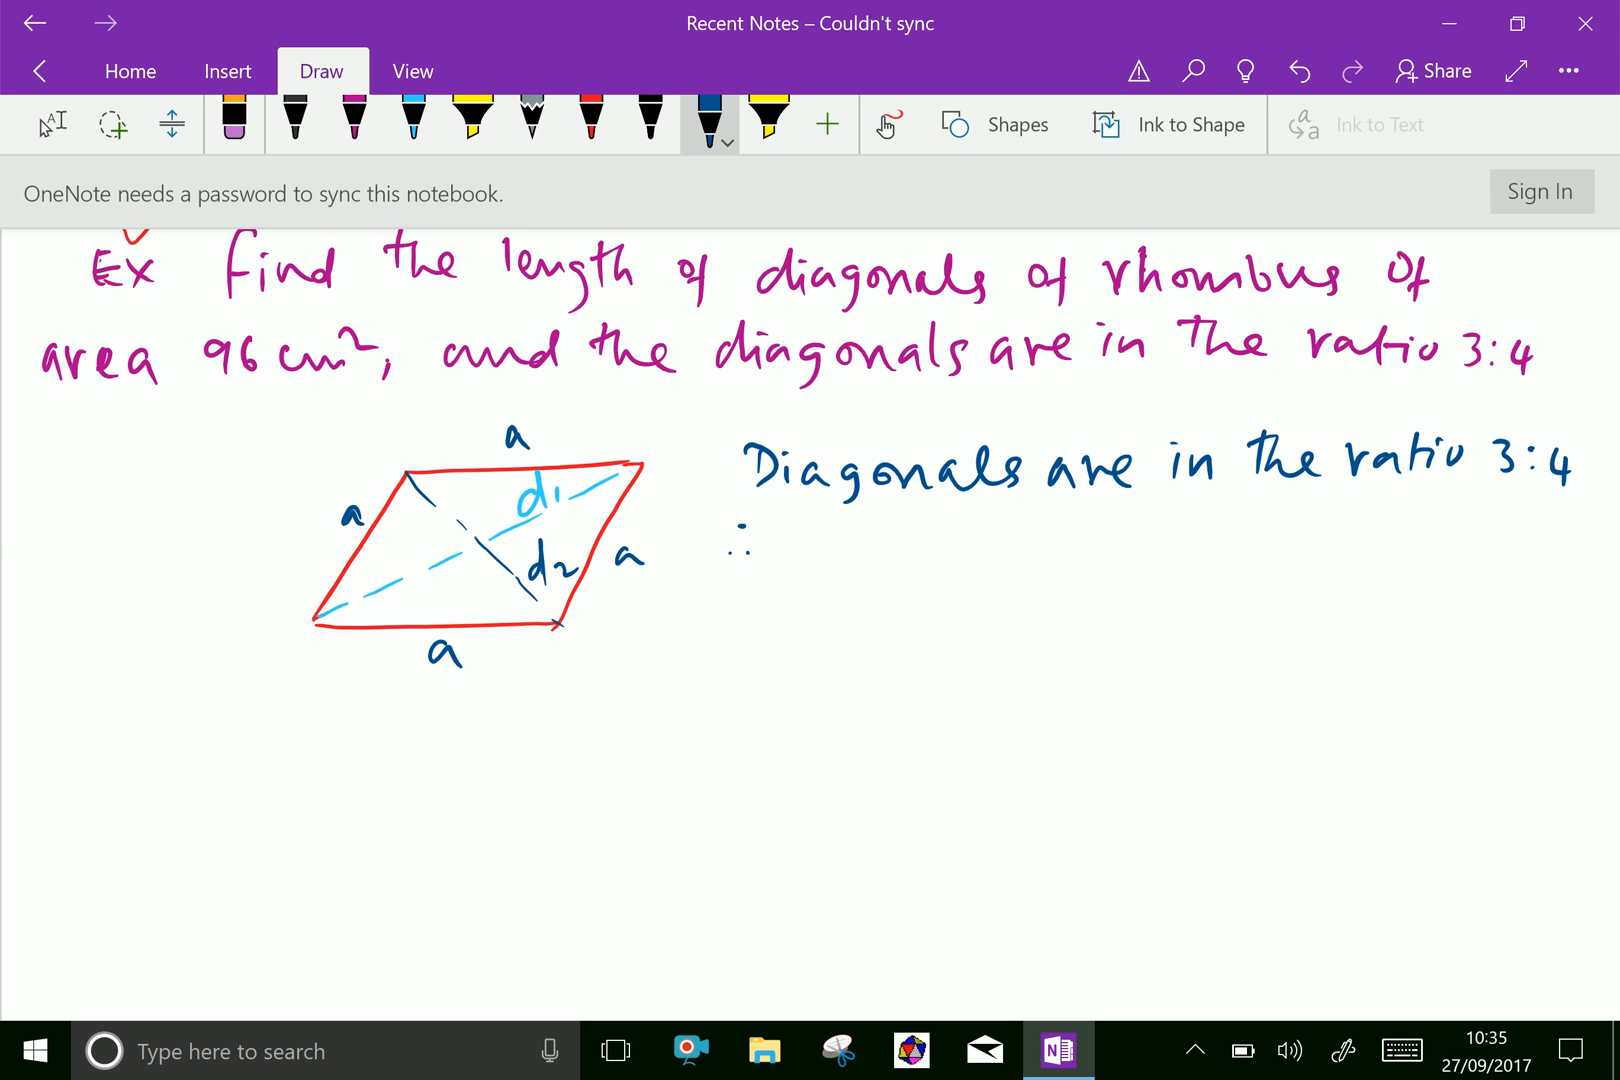 Recent Notes – Couldn't sync
Home Insert Draw View Share
Shapes Ink to Shape Ink to Text
OneNote needs a password to sync this notebook. Sign In
Ex Find the length of diagonals of rhombus of
area 96 cm², and the diagonals are in the ratio 3:4
a
a d1 Diagonals are in the ratio 3:4
d2 a ∴
a
Type here to search
10:35
27/09/2017